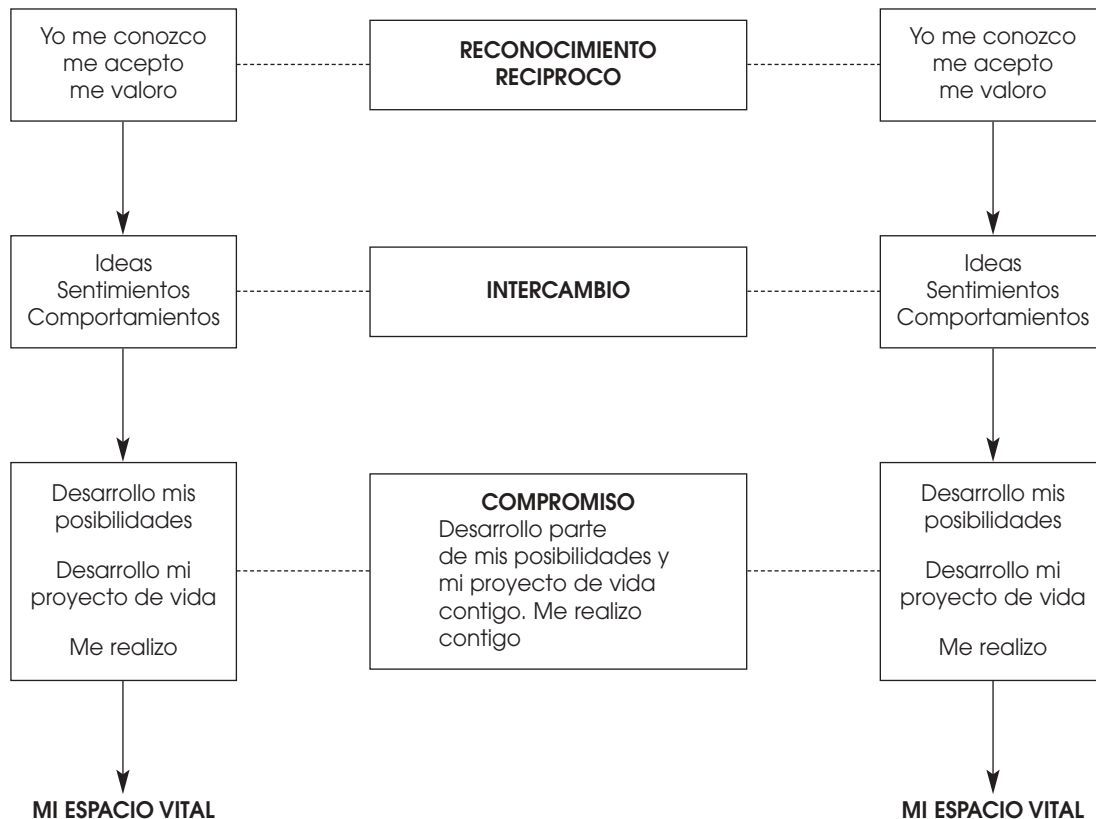 Yo me conozco
me acepto
me valoro
RECONOCIMIENTO
RECIPROCO
Yo me conozco
me acepto
me valoro
Ideas
Sentimientos
Comportamientos
INTERCAMBIO
Ideas
Sentimientos
Comportamientos
Desarrollo mis
posibilidades
Desarrollo mi
proyecto de vida
Me realizo
COMPROMISO
Desarrollo parte
de mis posibilidades y
mi proyecto de vida
contigo. Me realizo
contigo
Desarrollo mis
posibilidades
Desarrollo mi
proyecto de vida
Me realizo
MI ESPACIO VITAL
MI ESPACIO VITAL